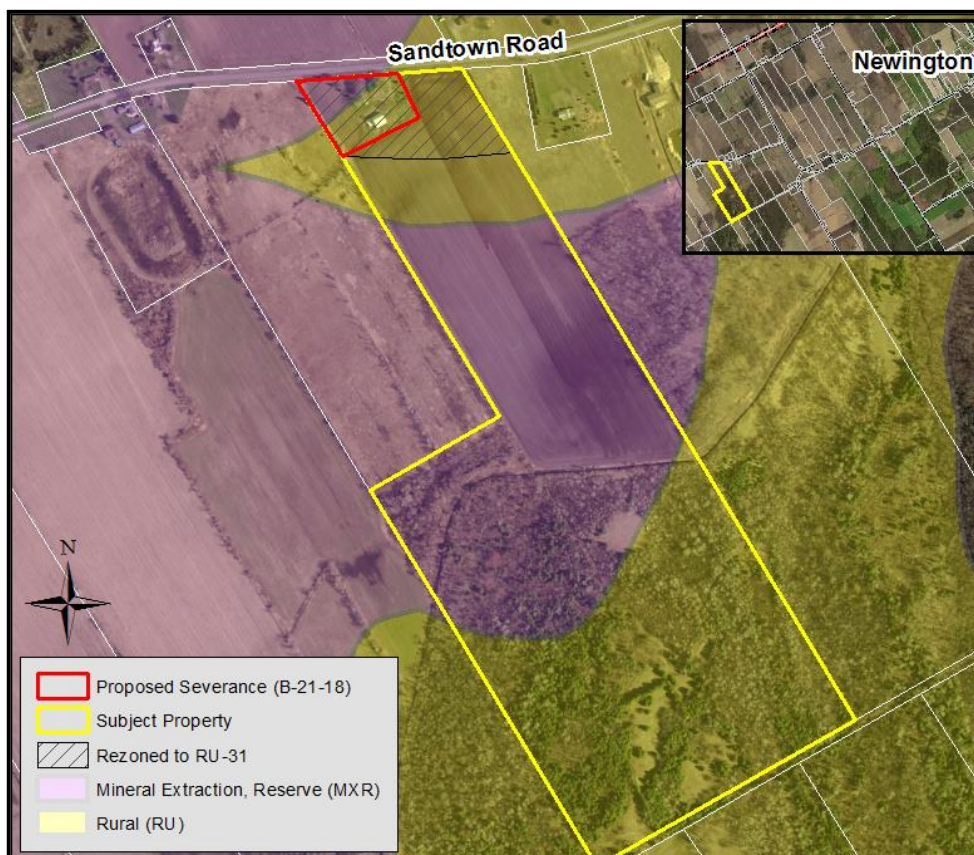 Sandtown Road
Newington
N
Proposed Severance (B-21-18)
Subject Property
Rezoned to RU-31
Mineral Extraction, Reserve (MXR)
Rural (RU)